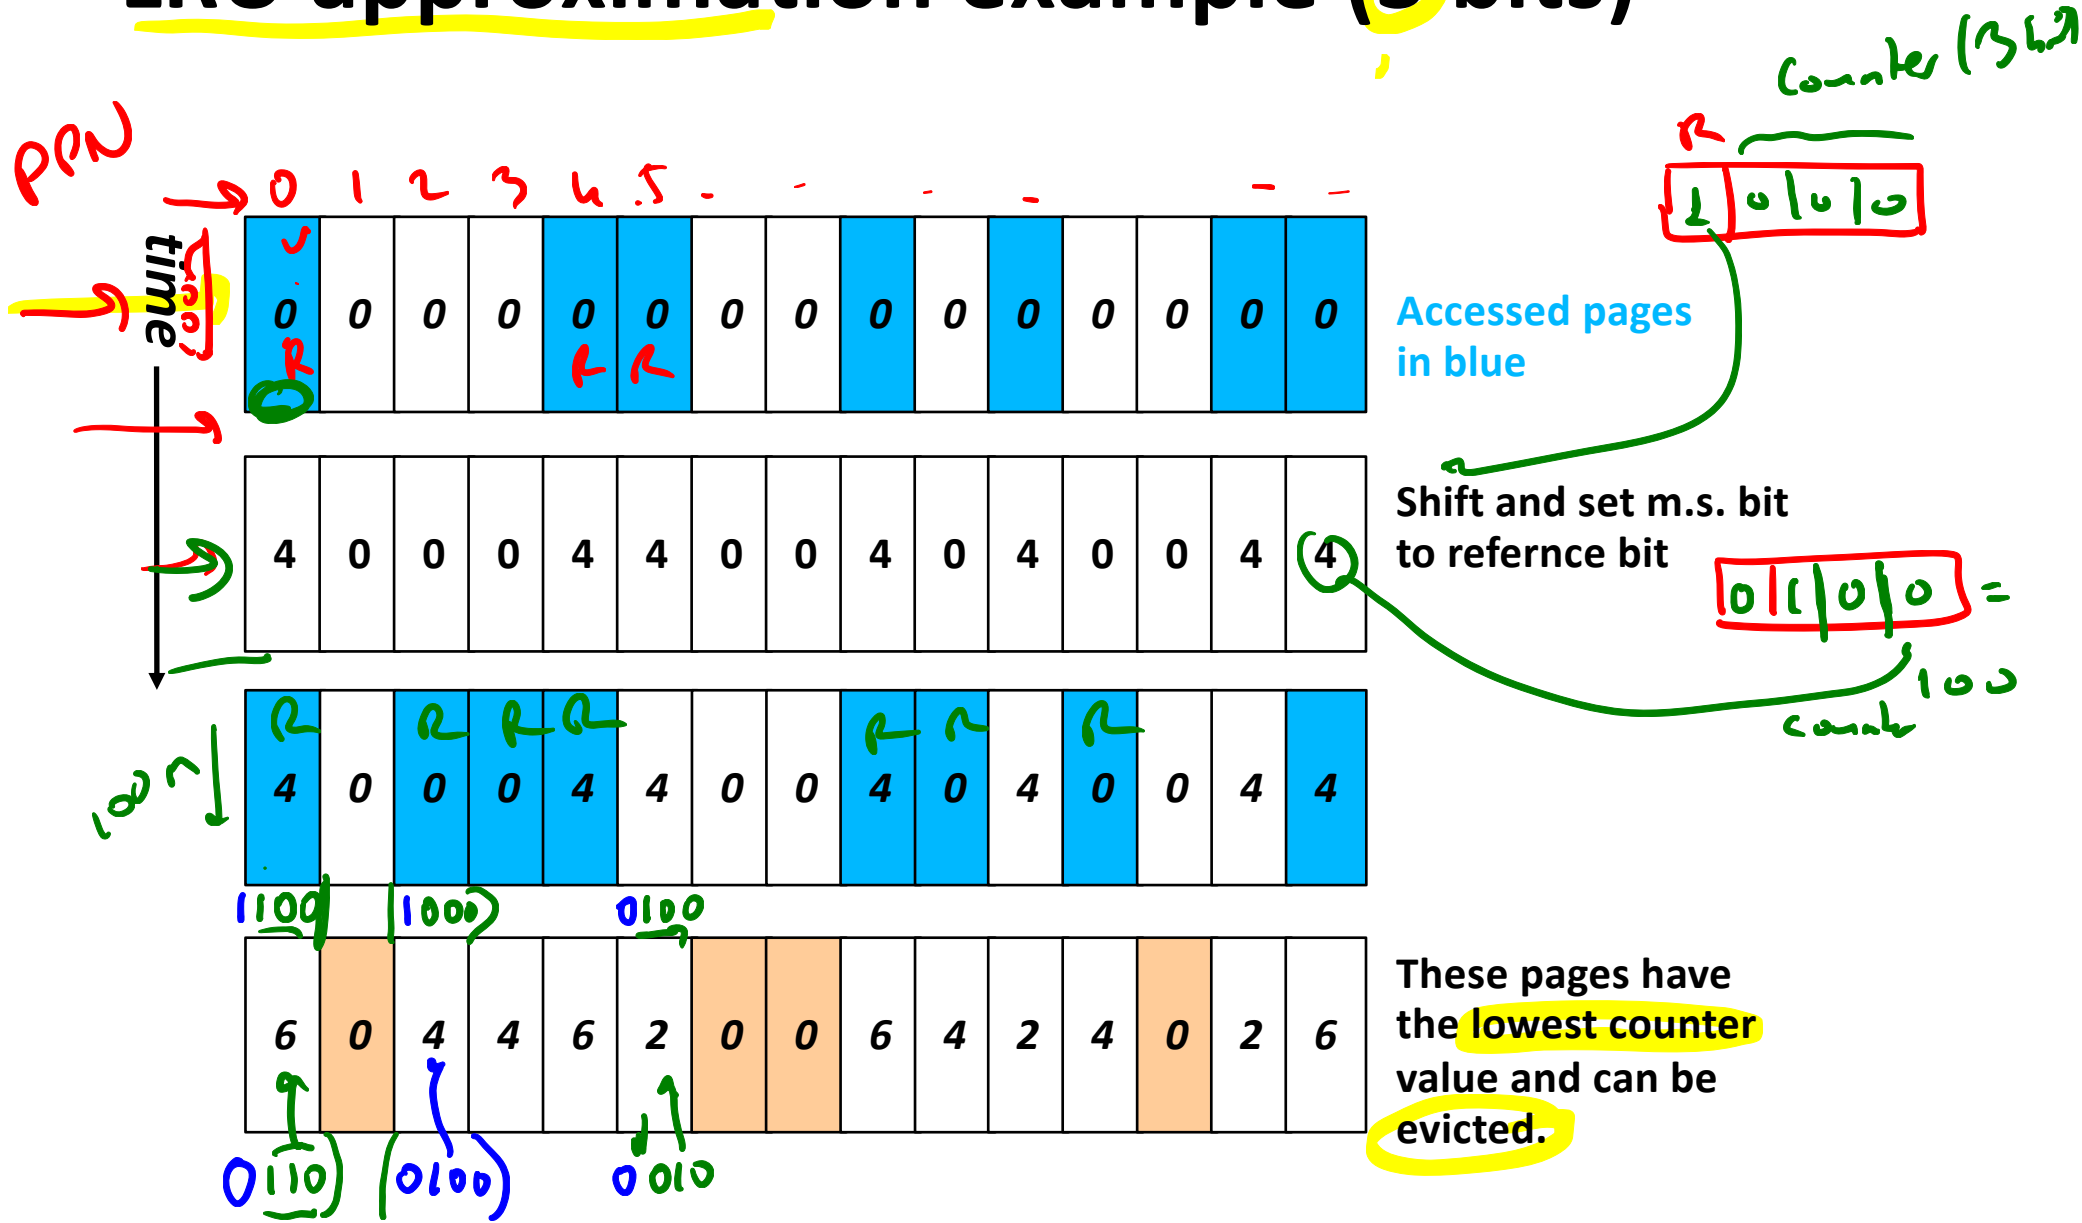 LRU approximation example (3 bits)
Counter (3 bit)
PPN
R
0 1 2 3 4 5 - - - - - -
1 0 0 0
time
0 0 0 0 0 0 0 0 0 0 0 0 0 0 0
R R R
Accessed pages
in blue
4 0 0 0 4 4 0 0 4 0 4 0 0 4 4
Shift and set m.s. bit
to refernce bit
0 1 0 0 =
100
counter
R R R R R R R
4 0 0 0 4 4 0 0 4 0 4 0 0 4 4
1100 1000 0100
6 0 4 4 6 2 0 0 6 4 2 4 0 2 6
These pages have
the lowest counter
value and can be
evicted.
0110 (0100) 0010